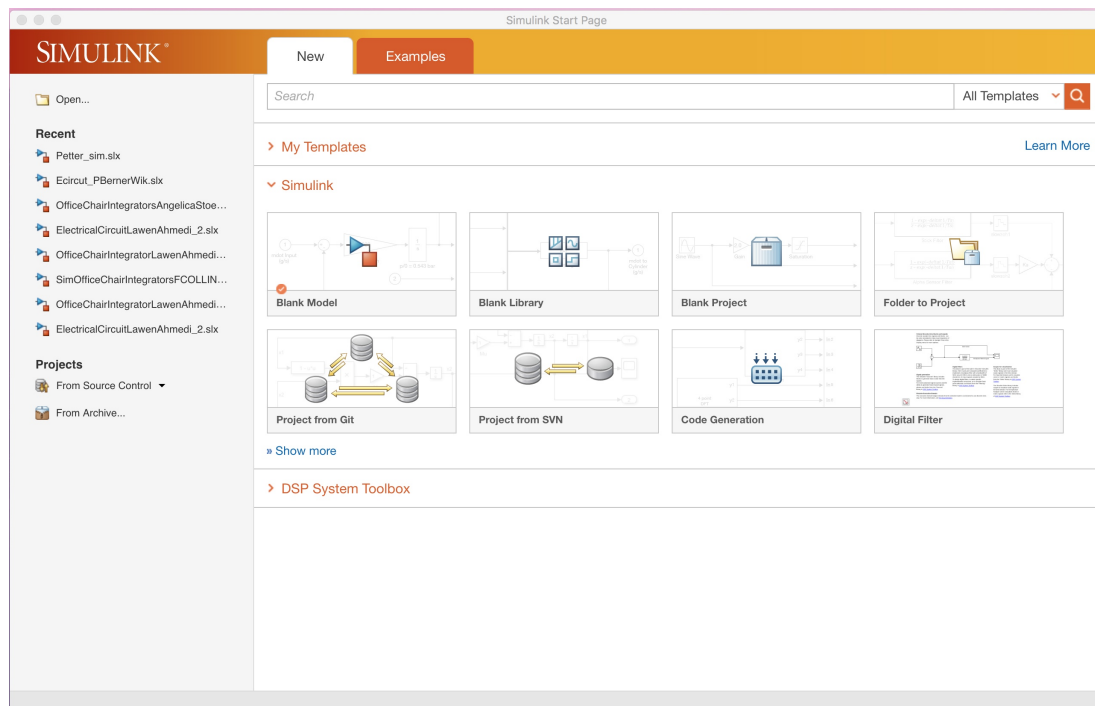 Simulink Start Page
SIMULINK®
New
Examples
Open...
Recent
Petter_sim.slx
Ecircut_PBernerWik.slx
OfficeChairIntegratorsAngelicaStoe...
ElectricalCircuitLawenAhmedi_2.slx
OfficeChairIntegratorLawenAhmedi...
SimOfficeChairIntegratorsFCOLLIN...
OfficeChairIntegratorLawenAhmedi...
ElectricalCircuitLawenAhmedi_2.slx
Projects
From Source Control
From Archive...
Search
All Templates
My Templates
Learn More
Simulink
Blank Model
Blank Library
Blank Project
Folder to Project
Project from Git
Project from SVN
Code Generation
Digital Filter
» Show more
DSP System Toolbox